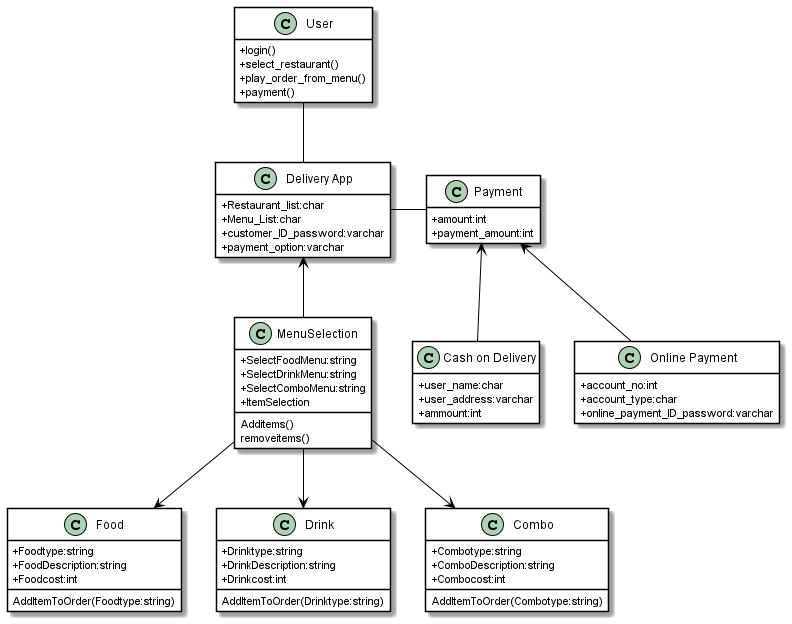 C User
+login()
+select_restaurant()
+play_order_from_menu()
+payment()
C Delivery App
+Restaurant_list:char
+Menu_List:char
+customer_ID_password:varchar
+payment_option:varchar
C Payment
+amount:int
+payment_amount:int
C MenuSelection
+SelectFoodMenu:string
+SelectDrinkMenu:string
+SelectComboMenu:string
+ItemSelection
Additems()
removeitems()
C Cash on Delivery
+user_name:char
+user_address:varchar
+ammount:int
C Online Payment
+account_no:int
+account_type:char
+online_payment_ID_password:varchar
C Food
+Foodtype:string
+FoodDescription:string
+Foodcost:int
AddItemToOrder(Foodtype:string)
C Drink
+Drinktype:string
+DrinkDescription:string
+Drinkcost:int
AddItemToOrder(Drinktype:string)
C Combo
+Combotype:string
+ComboDescription:string
+Combocost:int
AddItemToOrder(Combotype:string)